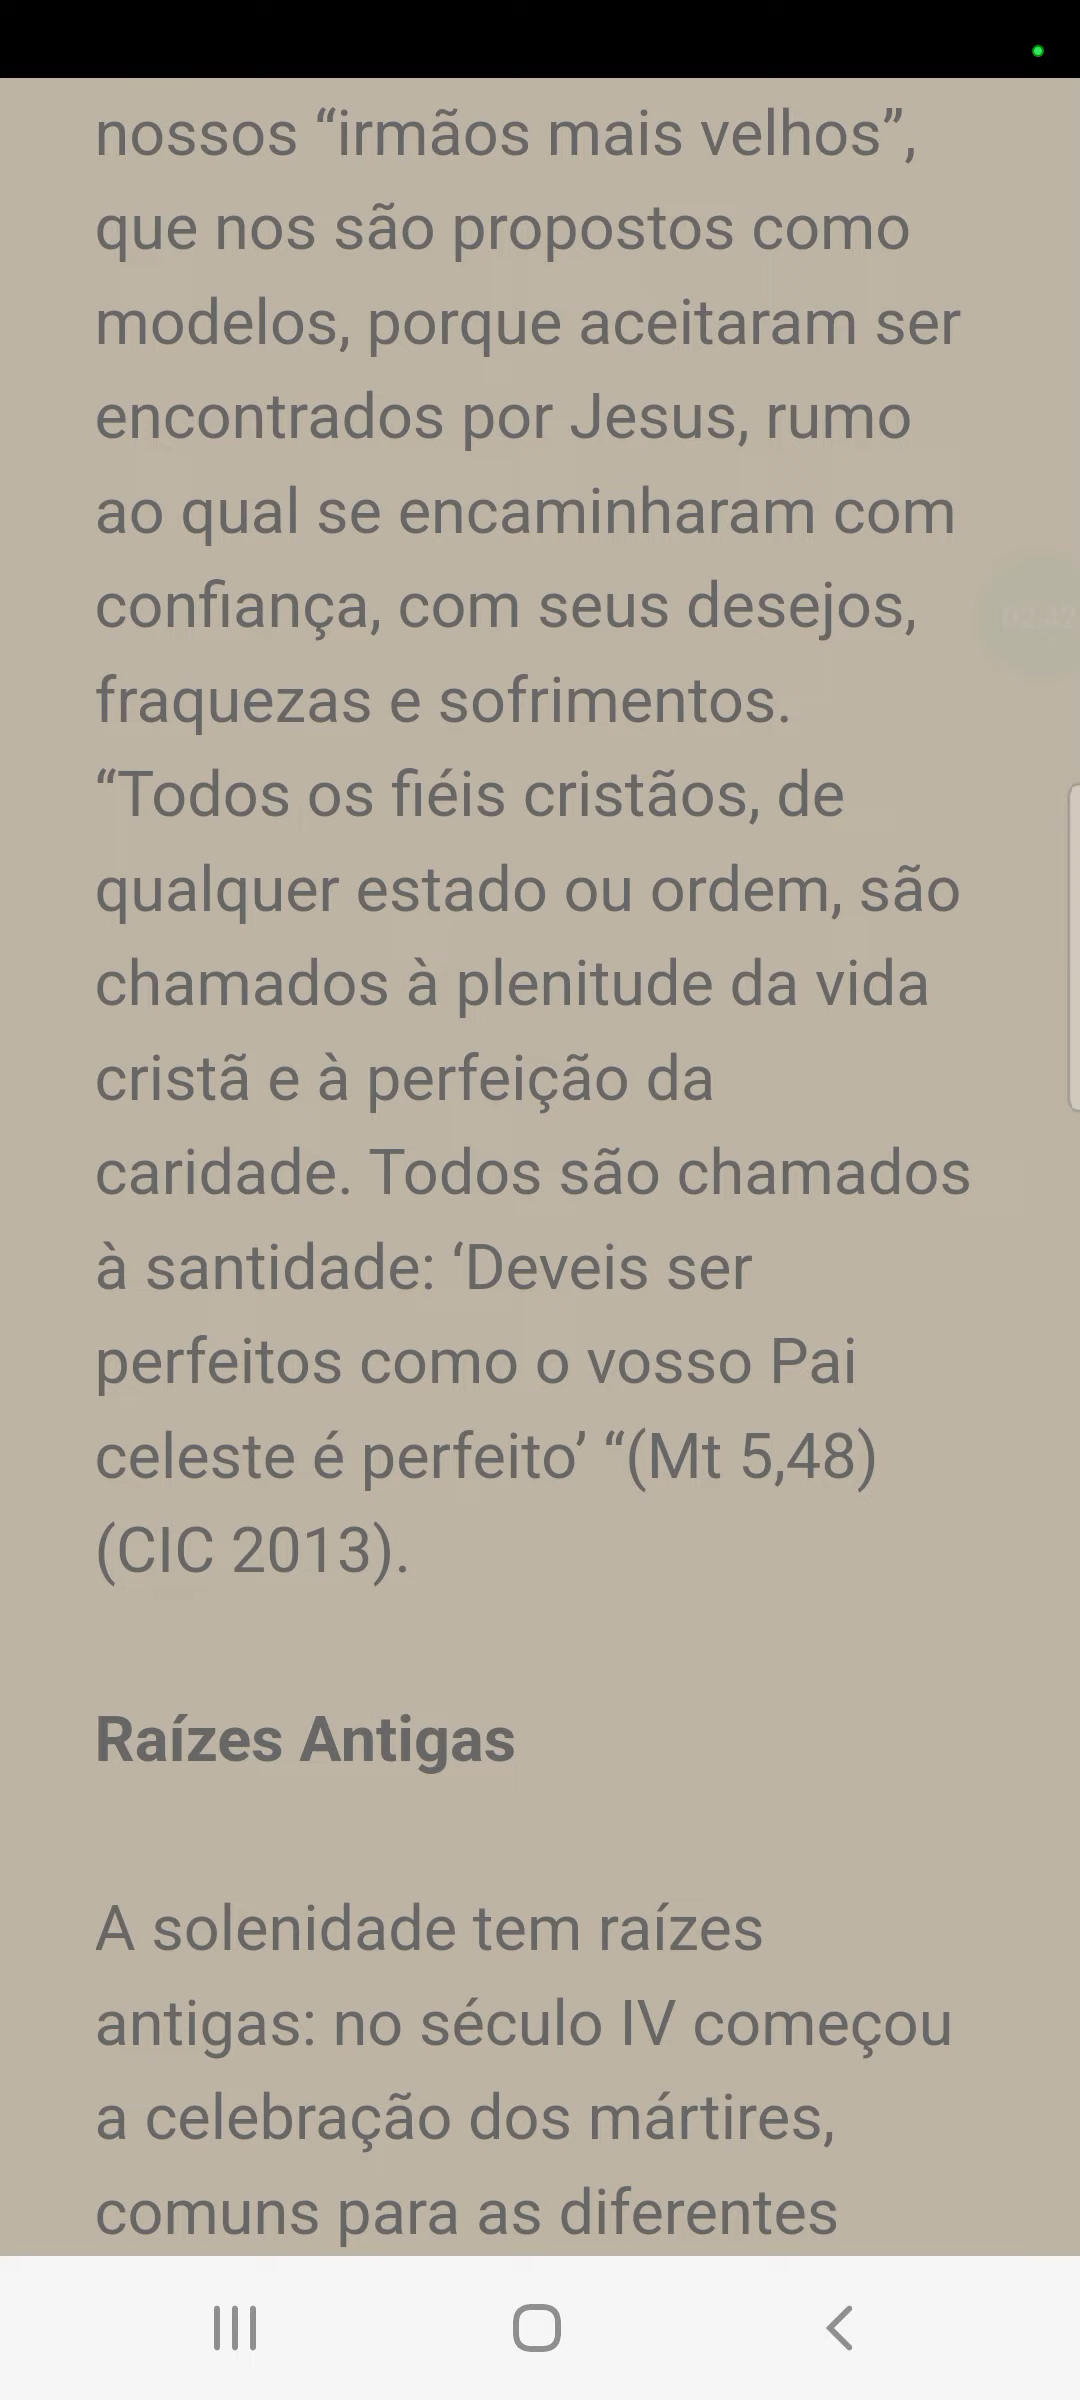 nossos “irmãos mais velhos”,
que nos são propostos como
modelos, porque aceitaram ser
encontrados por Jesus, rumo
ao qual se encaminharam com
confiança, com seus desejos,
fraquezas e sofrimentos.
“Todos os fiéis cristãos, de
qualquer estado ou ordem, são
chamados à plenitude da vida
cristã e à perfeição da
caridade. Todos são chamados
à santidade: ‘Deveis ser
perfeitos como o vosso Pai
celeste é perfeito’ “(Mt 5,48)
(CIC 2013).
Raízes Antigas
A solenidade tem raízes
antigas: no século IV começou
a celebração dos mártires,
comuns para as diferentes